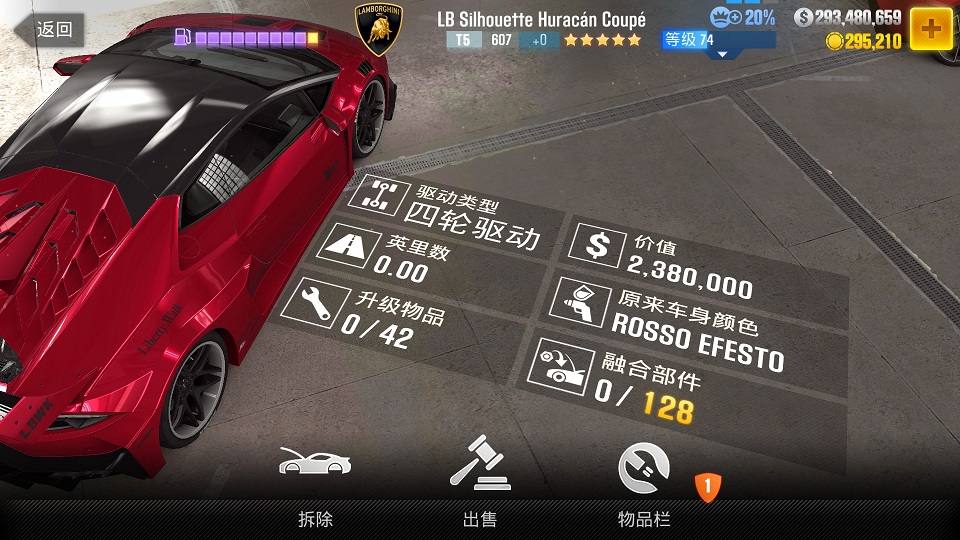 返回
LAMBORGHINI
LB Silhouette Huracán Coupé
T5 607 +0
等级 74
20%
293,480,659
295,210
驱动类型
四轮驱动
英里数
0.00
升级物品
0/42
价值
2,380,000
原来车身颜色
ROSSO EFESTO
融合部件
0/128
Liberty Walk
LBWK
拆除
出售
物品栏
1